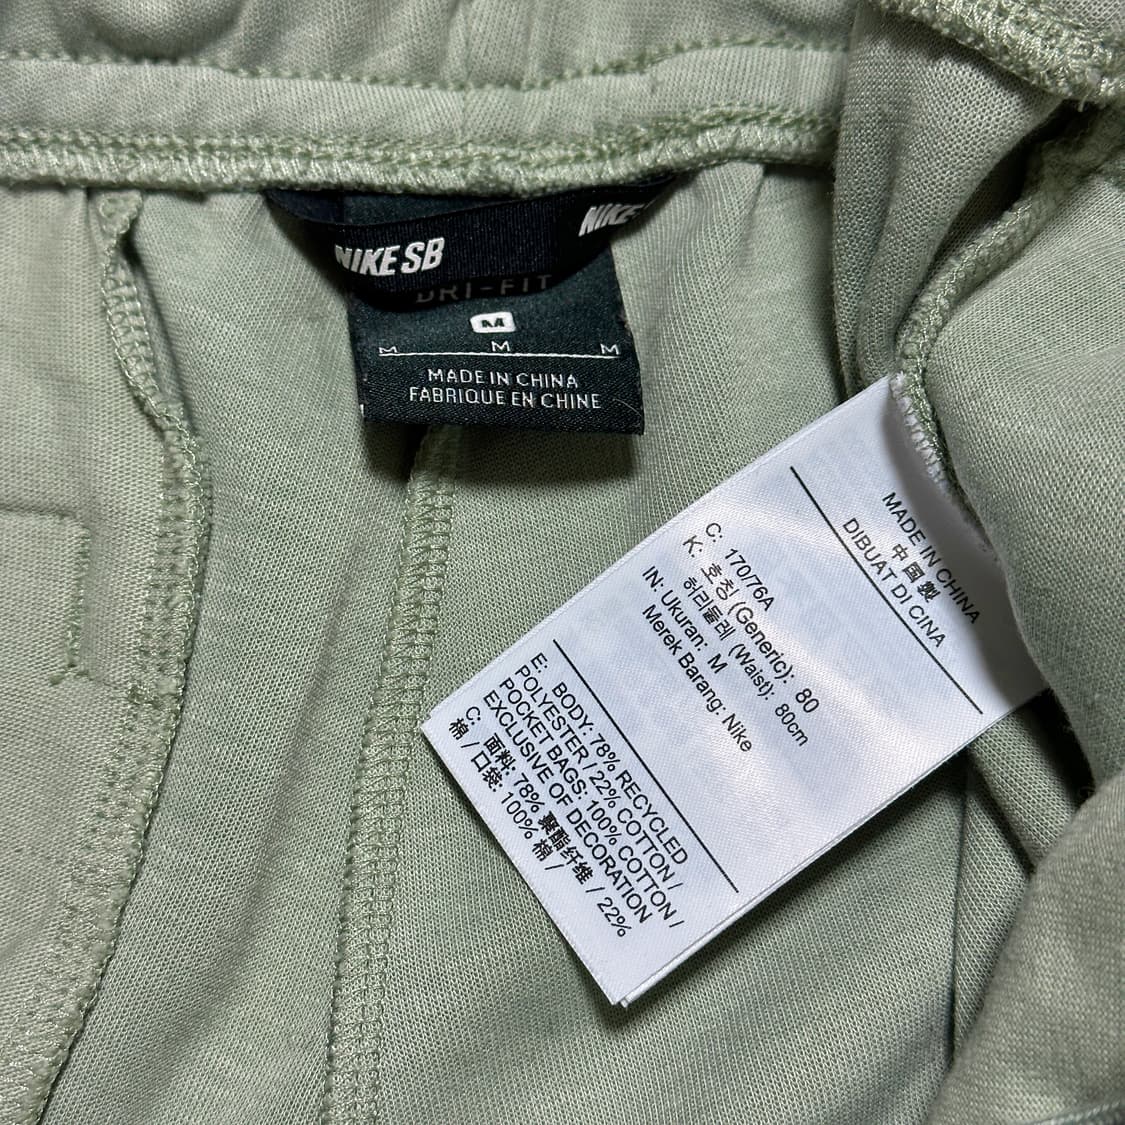 NIKE SB
NIKE
DRI-FIT
M
M M M
MADE IN CHINA
FABRIQUE EN CHINE
MADE IN CHINA
中国製
DIBUAT DI CINA
C: 170/76A
K: 호칭 (Generic): 80
허리둘레 (Waist): 80cm
IN: Ukuran: M
Merek Barang: Nike
E: BODY: 78% RECYCLED
POLYESTER / 22% COTTON /
POCKET BAGS: 100% COTTON /
EXCLUSIVE OF DECORATION
C: 面料: 78% 聚酯纤维 / 22%
棉 / 口袋: 100% 棉 /